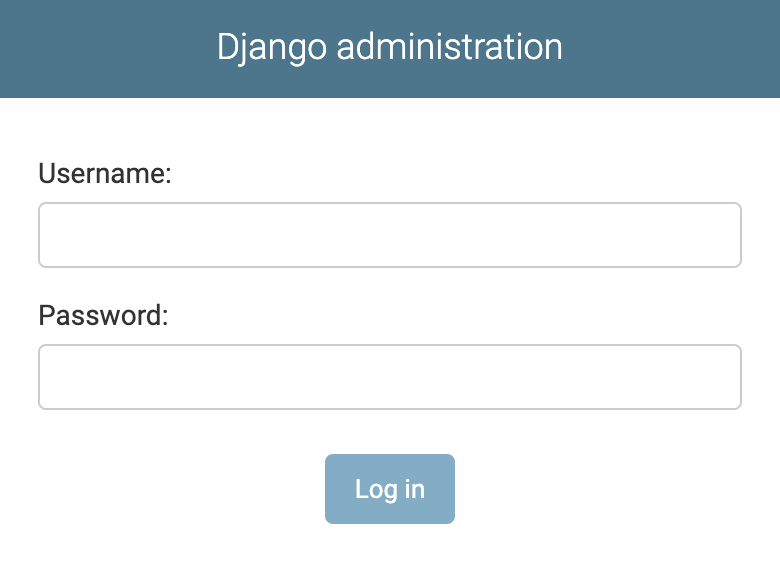 Django administration
Username:
Password:
Log in